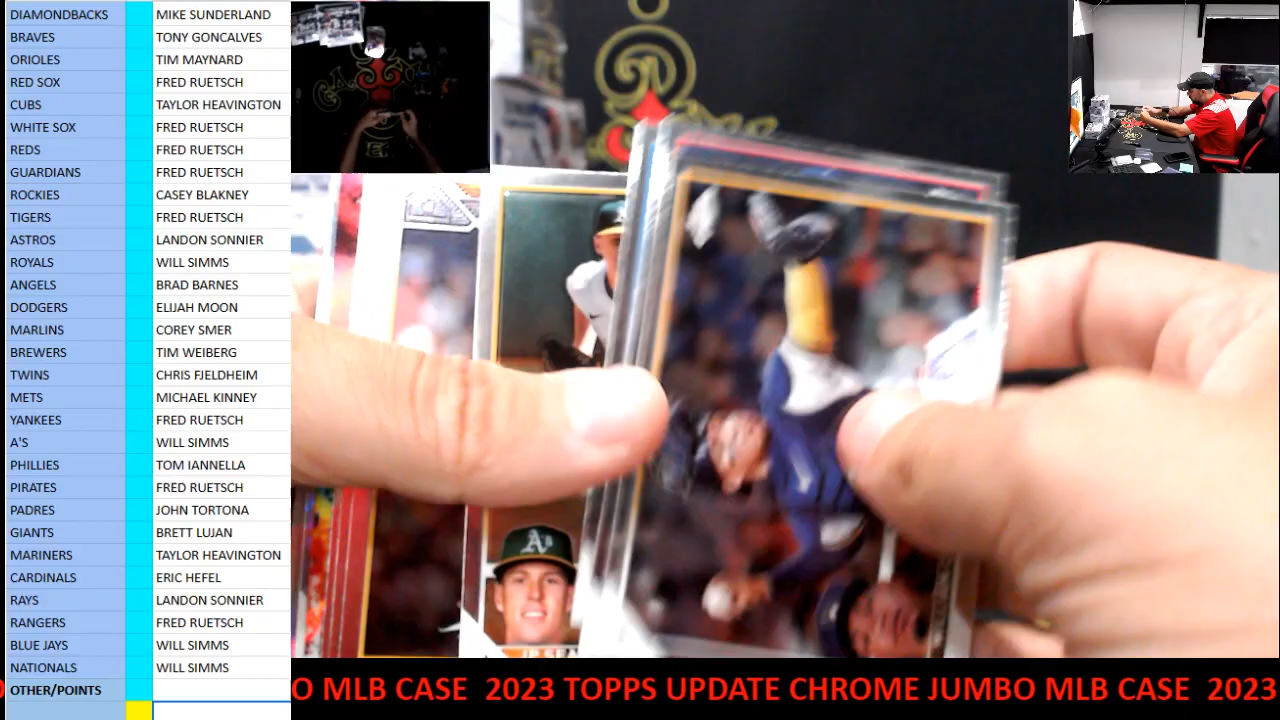 DIAMONDBACKS MIKE SUNDERLAND
BRAVES TONY GONCALVES
ORIOLES TIM MAYNARD
RED SOX FRED RUETSCH
CUBS TAYLOR HEAVINGTON
WHITE SOX FRED RUETSCH
REDS FRED RUETSCH
GUARDIANS FRED RUETSCH
ROCKIES CASEY BLAKNEY
TIGERS FRED RUETSCH
ASTROS LANDON SONNIER
ROYALS WILL SIMMS
ANGELS BRAD BARNES
DODGERS ELIJAH MOON
MARLINS COREY SMER
BREWERS TIM WEIBERG
TWINS CHRIS FJELDHEIM
METS MICHAEL KINNEY
YANKEES FRED RUETSCH
A'S WILL SIMMS
PHILLIES TOM IANNELLA
PIRATES FRED RUETSCH
PADRES JOHN TORTONA
GIANTS BRETT LUJAN
MARINERS TAYLOR HEAVINGTON
CARDINALS ERIC HEFEL
RAYS LANDON SONNIER
RANGERS FRED RUETSCH
BLUE JAYS WILL SIMMS
NATIONALS WILL SIMMS
OTHER/POINTS
A's
O MLB CASE 2023 TOPPS UPDATE CHROME JUMBO MLB CASE 2023